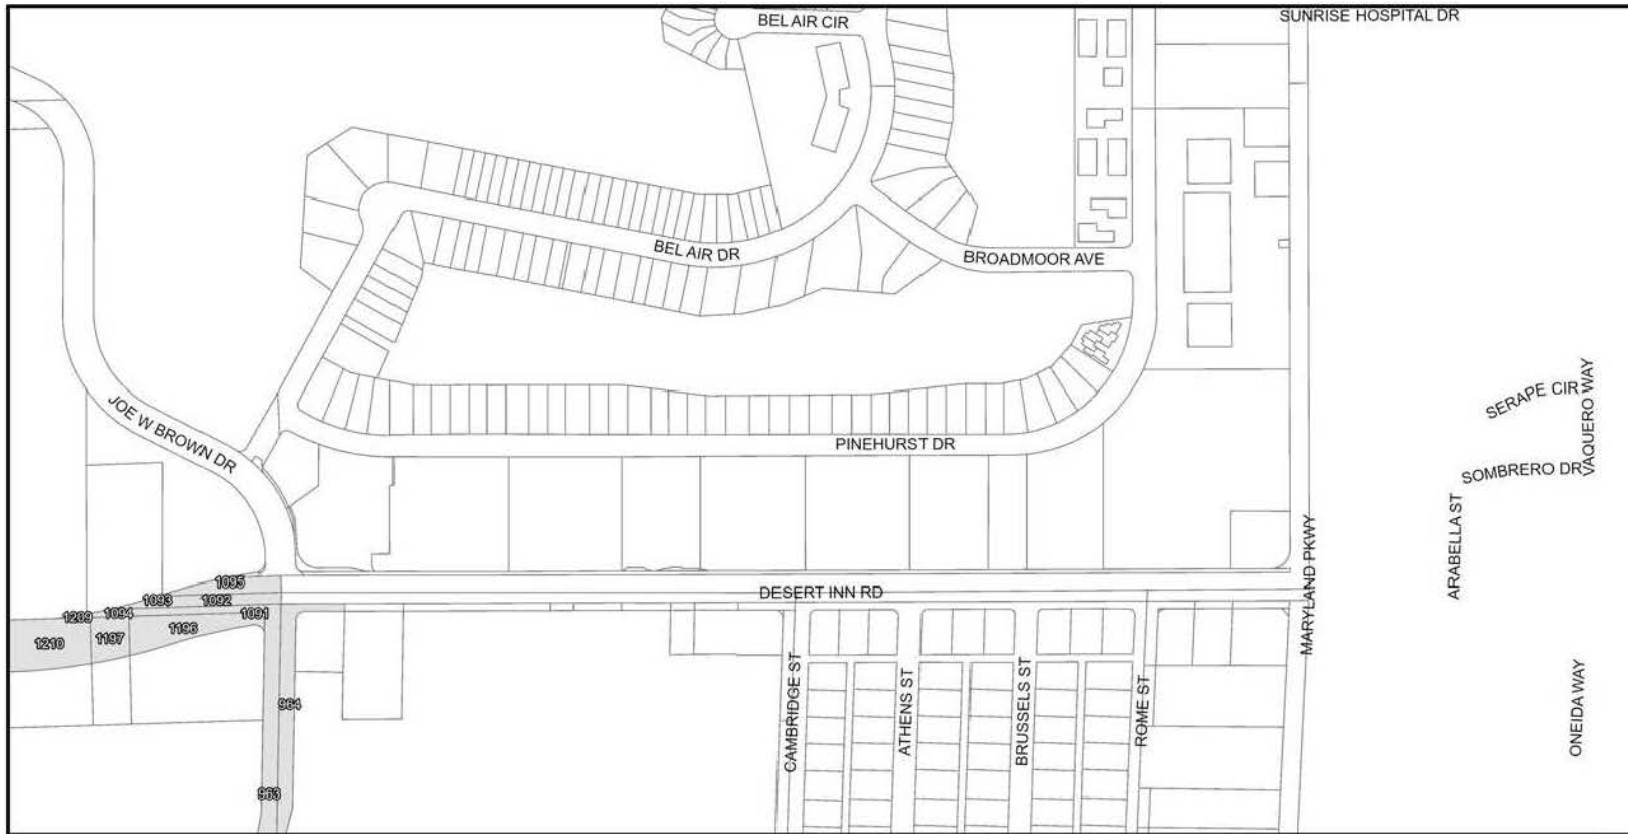 SUNRISE HOSPITAL DR
BEL AIR CIR
BEL AIR DR
BROADMOOR AVE
SERAPE CIR
VAQUERO WAY
JOE W BROWN DR
PINEHURST DR
SOMBRERO DR
ARABELLA ST
MARYLAND PKWY
DESERT INN RD
1095
1093
1092
1209
1094
1091
1210
1197
1196
CAMBRIDGE ST
ATHENS ST
BRUSSELS ST
ROME ST
ONEIDA WAY
964
963